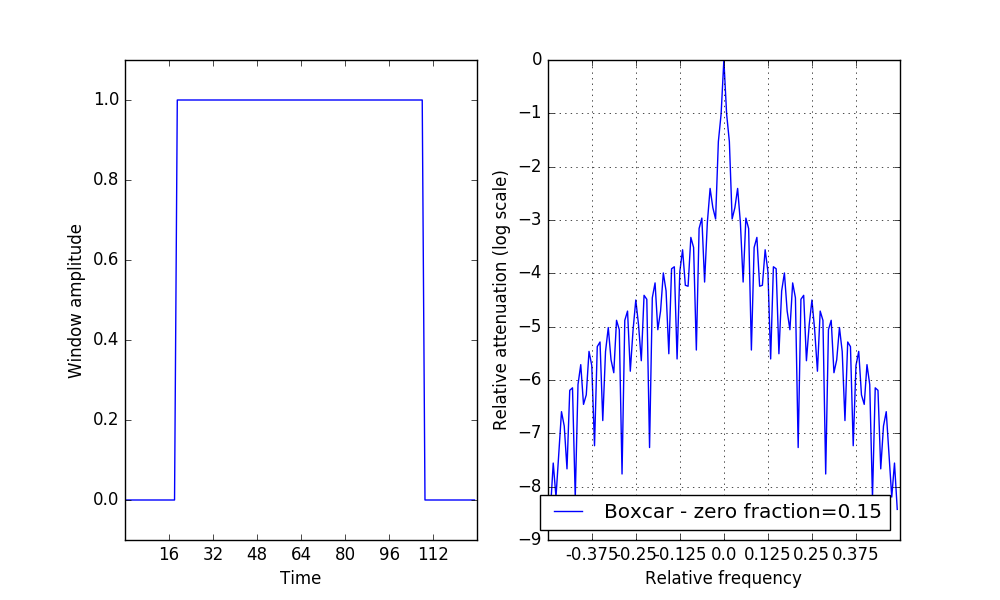 Window amplitude
1.0
0.8
0.6
0.4
0.2
0.0
16 32 48 64 80 96 112
Time
Relative attenuation (log scale)
0
−1
−2
−3
−4
−5
−6
−7
−8
−9
Boxcar - zero fraction=0.15
-0.375 -0.25 -0.125 0.0 0.125 0.25 0.375
Relative frequency